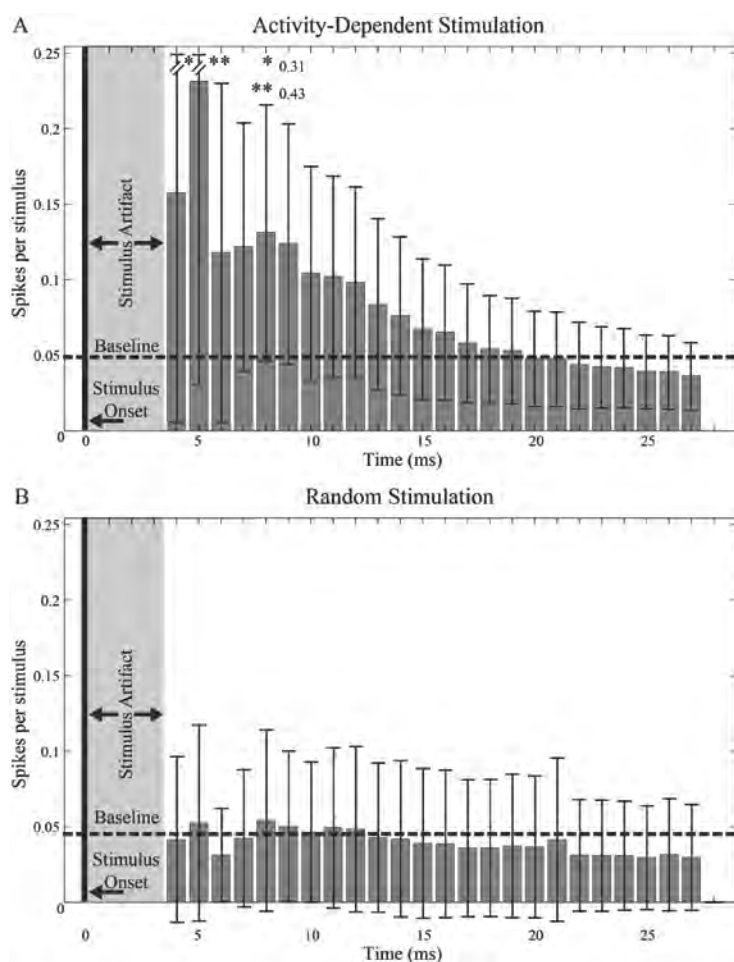 A
Activity-Dependent Stimulation
0.25
0.2
0.15
0.1
0.05
0
Spikes per stimulus
* **
* 0.31
** 0.43
Stimulus Artifact
Baseline
Stimulus
Onset
0 5 10 15 20 25
Time (ms)
B
Random Stimulation
0.25
0.2
0.15
0.1
0.05
0
Spikes per stimulus
Stimulus Artifact
Baseline
Stimulus
Onset
0 5 10 15 20 25
Time (ms)